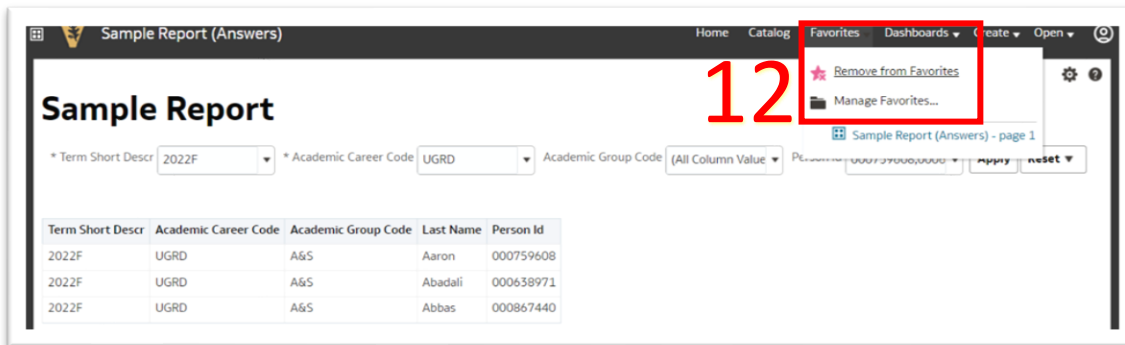 Sample Report (Answers) Home Catalog Favorites Dashboards Create Open
Remove from Favorites
12
Manage Favorites...
Sample Report
Sample Report (Answers) - page 1
* Term Short Descr 2022F * Academic Career Code UGRD Academic Group Code (All Column Value Apply Reset
Term Short Descr Academic Career Code Academic Group Code Last Name Person Id
2022F UGRD A&S Aaron 000759608
2022F UGRD A&S Abadali 000638971
2022F UGRD A&S Abbas 000867440